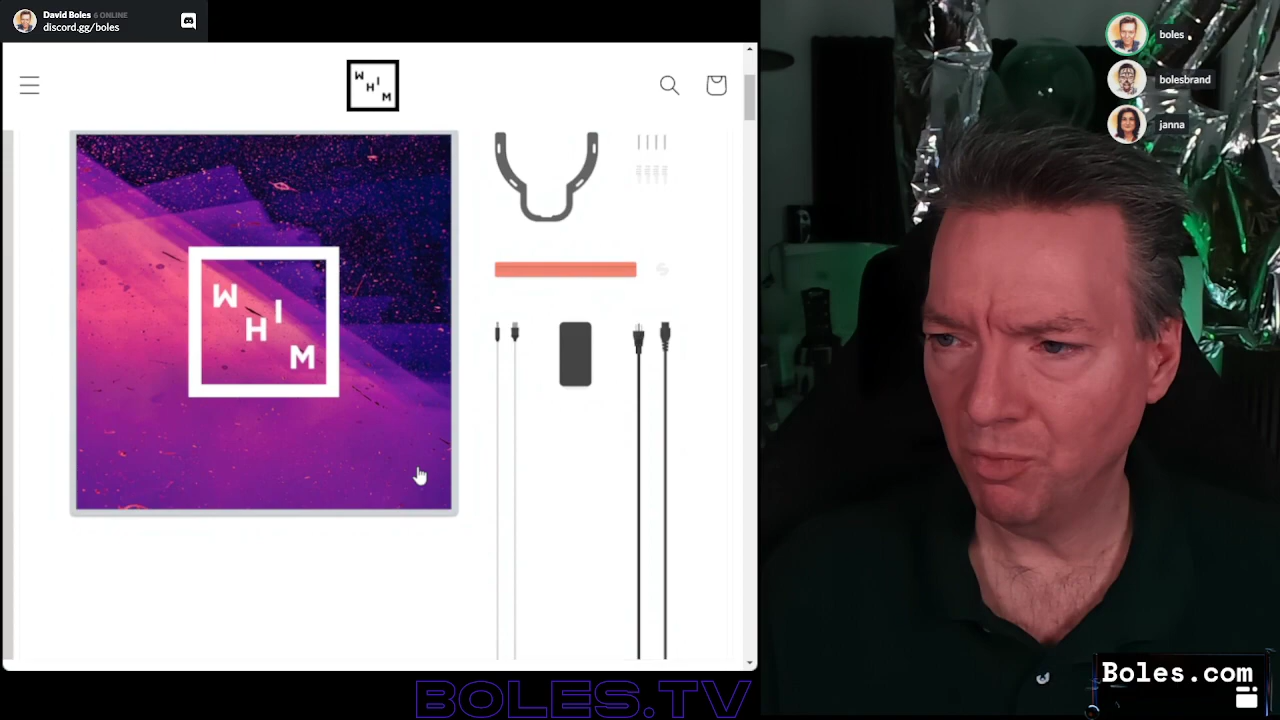 David Boles 6 ONLINE
discord.gg/boles
W
H I
M
W
H I
M
boles
bolesbrand
janna
Boles.com
BOLES.TV